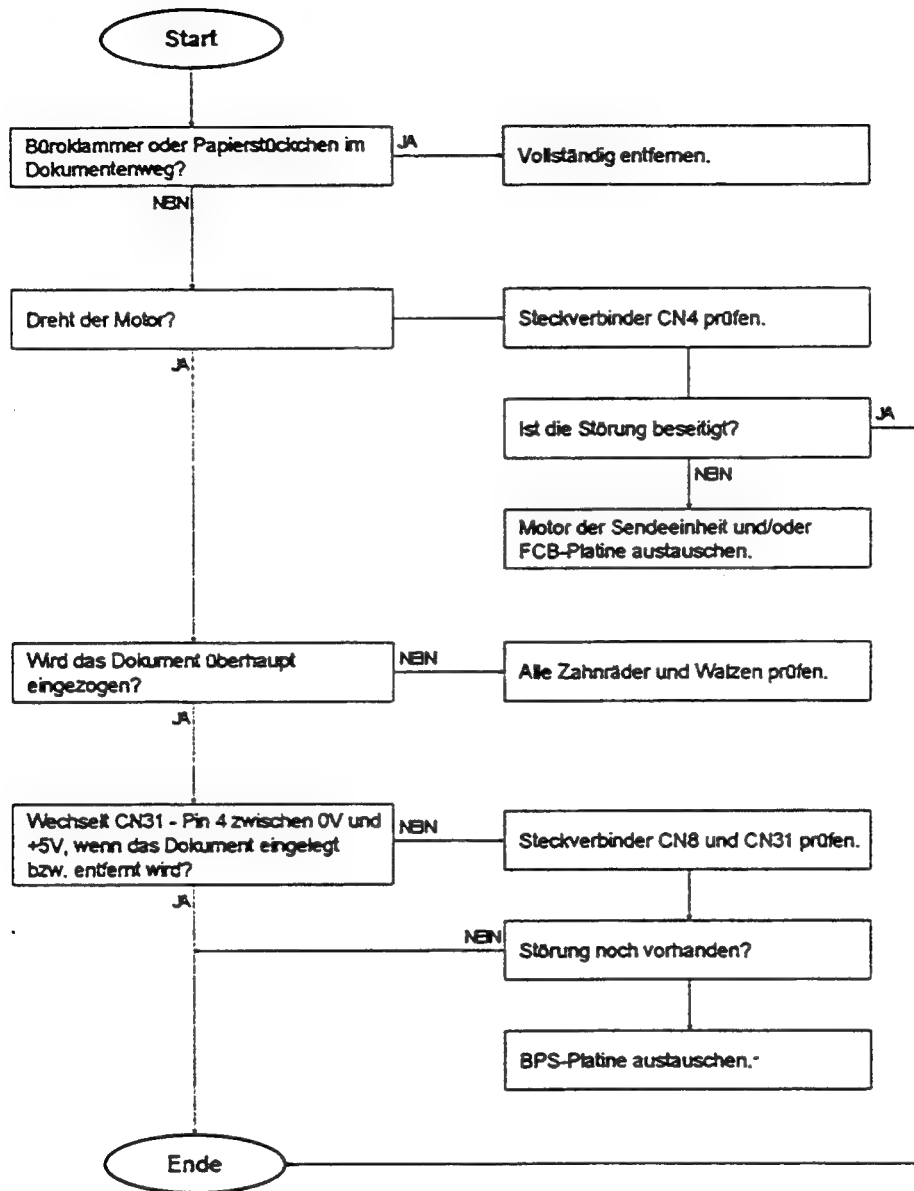 Start
Büroklammer oder Papierstückchen im
Dokumentenweg?
JA
Vollständig entfernen.
NEIN
Dreht der Motor?
Steckverbinder CN4 prüfen.
JA
Ist die Störung beseitigt?
JA
NEIN
Motor der Sendeeinheit und/oder
FCB-Platine austauschen.
Wird das Dokument überhaupt
eingezogen?
NEIN
Alle Zahnräder und Walzen prüfen.
JA
Wechselt CN31 - Pin 4 zwischen 0V und
+5V, wenn das Dokument eingelegt
bzw. entfernt wird?
NEIN
Steckverbinder CN8 und CN31 prüfen.
JA
NEIN
Störung noch vorhanden?
BPS-Platine austauschen.
Ende